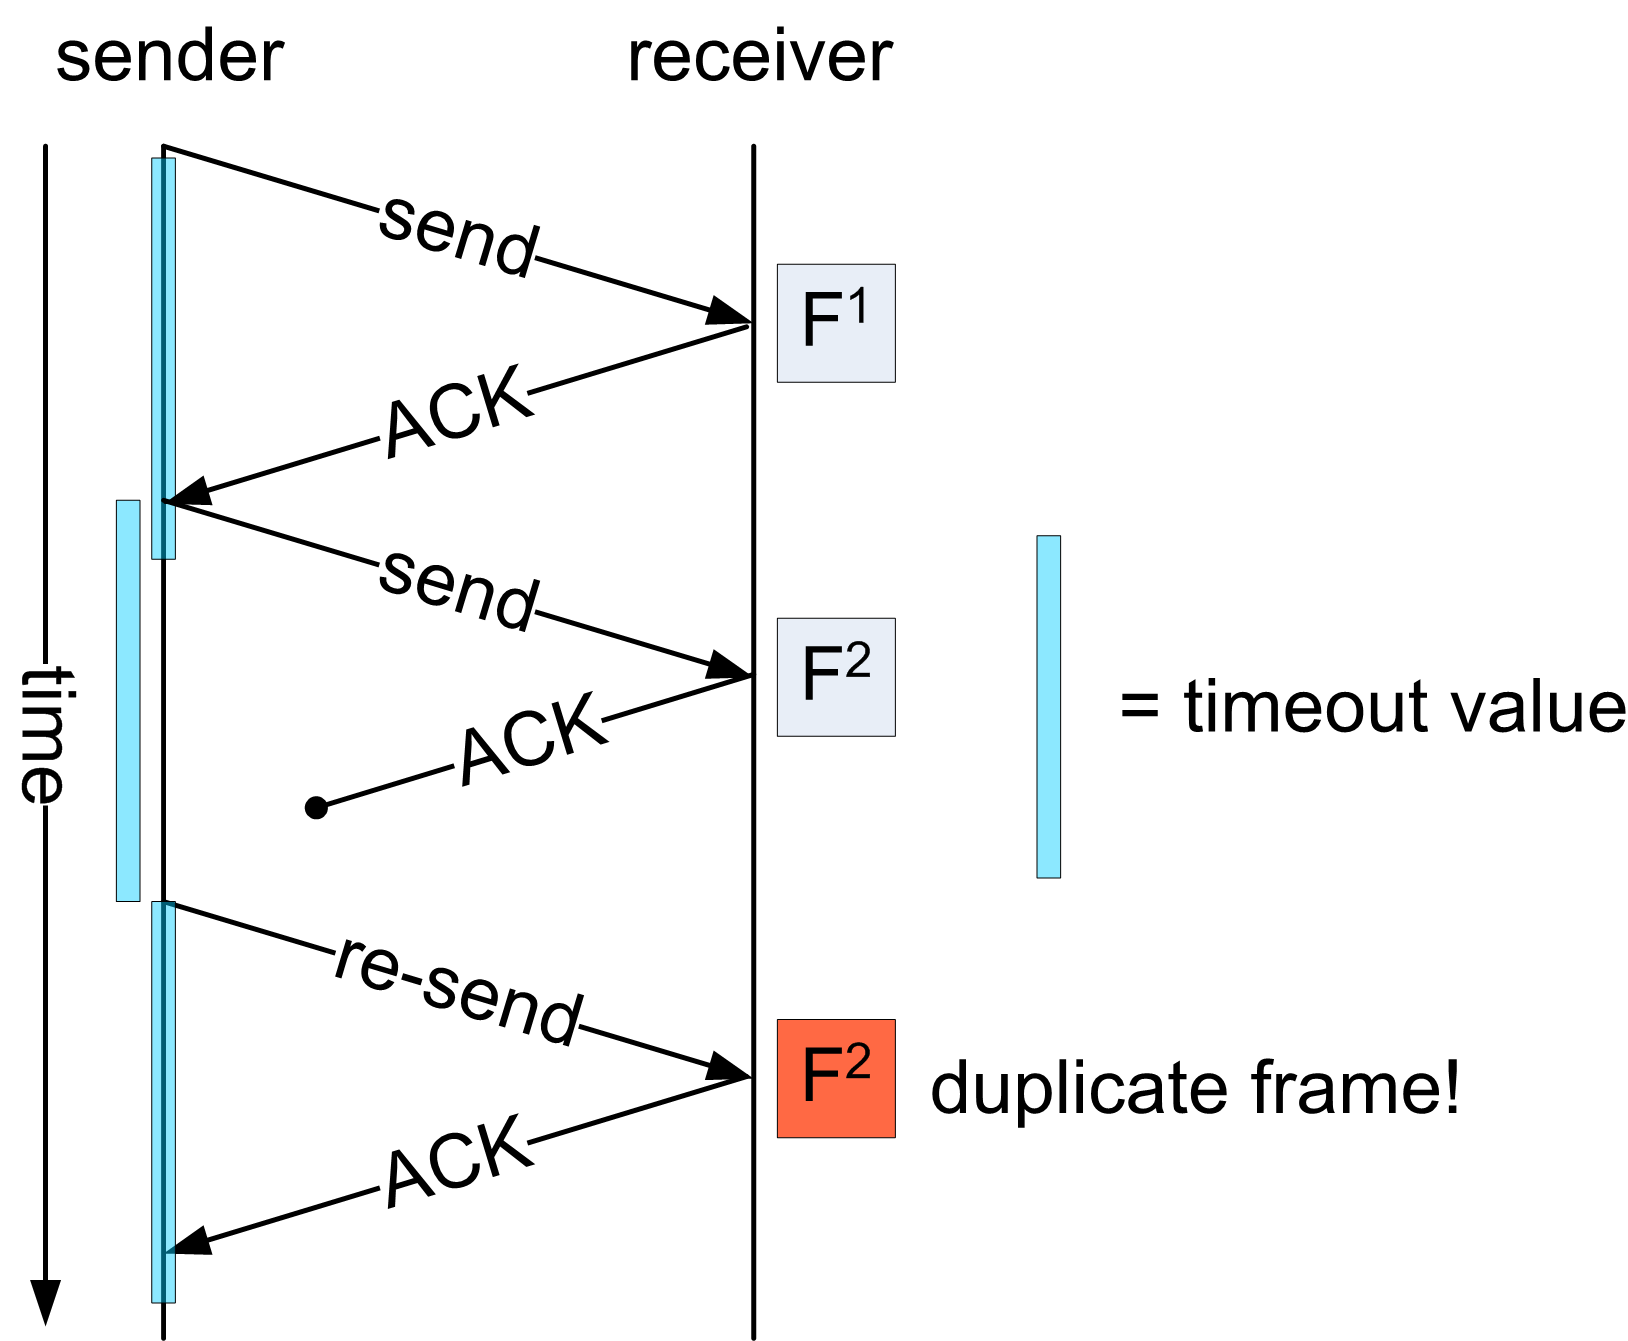 sender
receiver
send
F¹
ACK
send
F²
ACK
= timeout value
time
re-send
F²
duplicate frame!
ACK